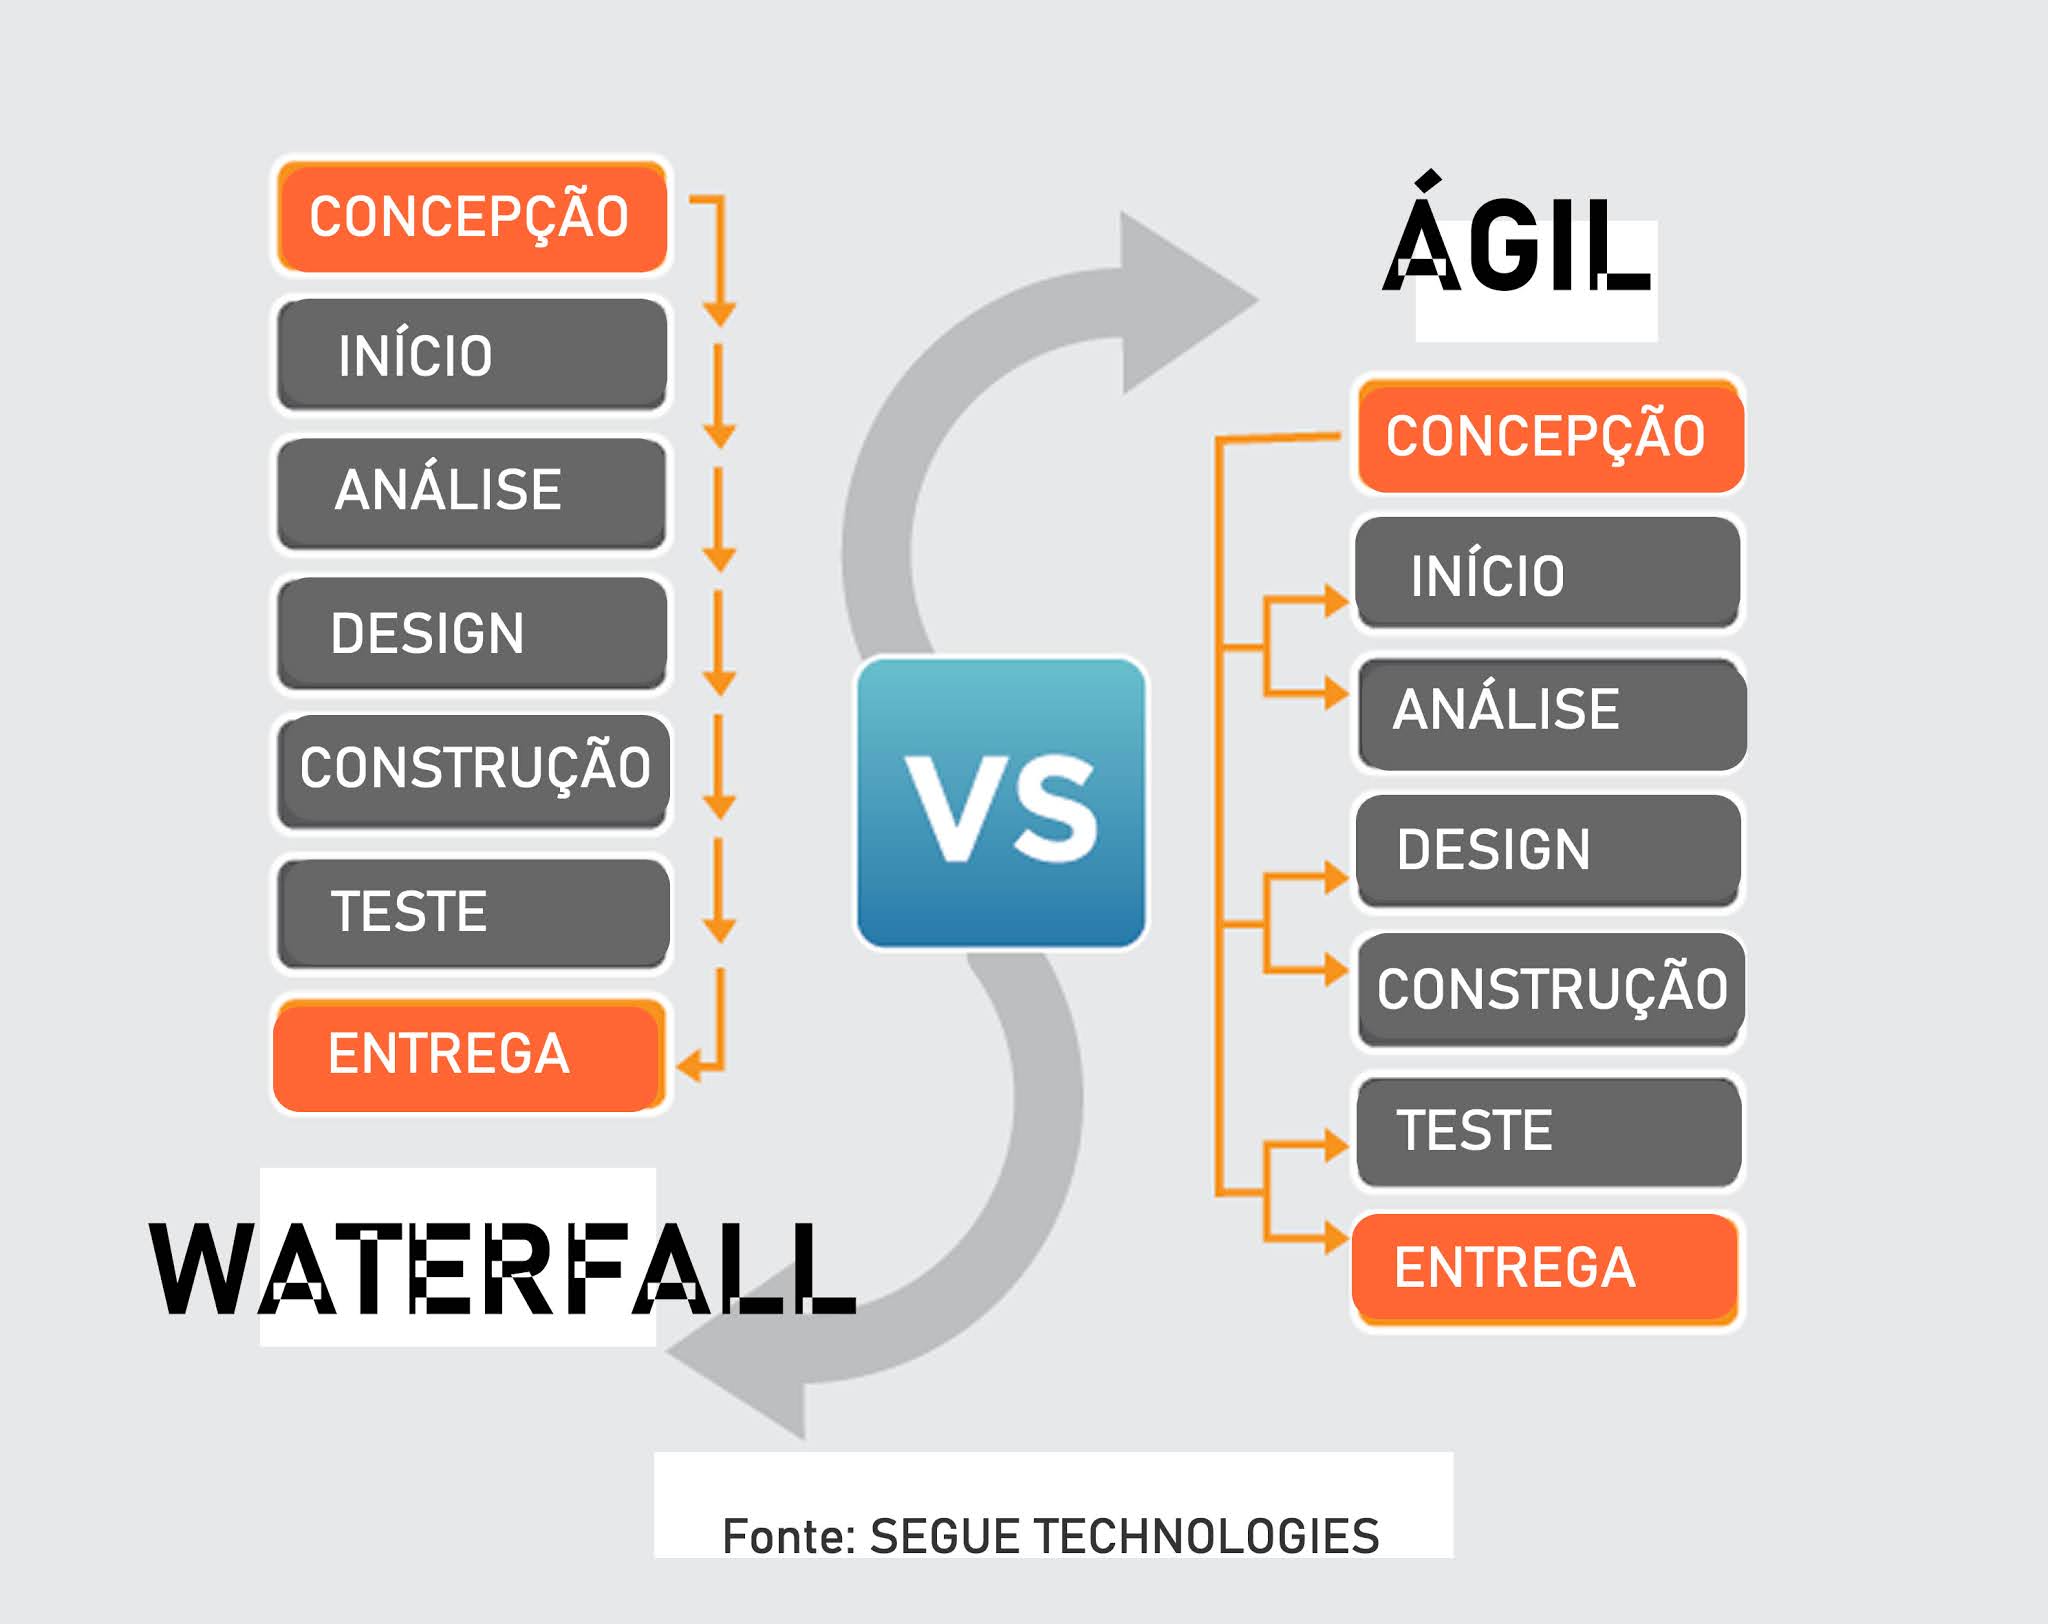 CONCEPÇÃO
INÍCIO
ANÁLISE
DESIGN
CONSTRUÇÃO
TESTE
ENTREGA
WATERFALL
VS
ÁGIL
CONCEPÇÃO
INÍCIO
ANÁLISE
DESIGN
CONSTRUÇÃO
TESTE
ENTREGA
Fonte: SEGUE TECHNOLOGIES